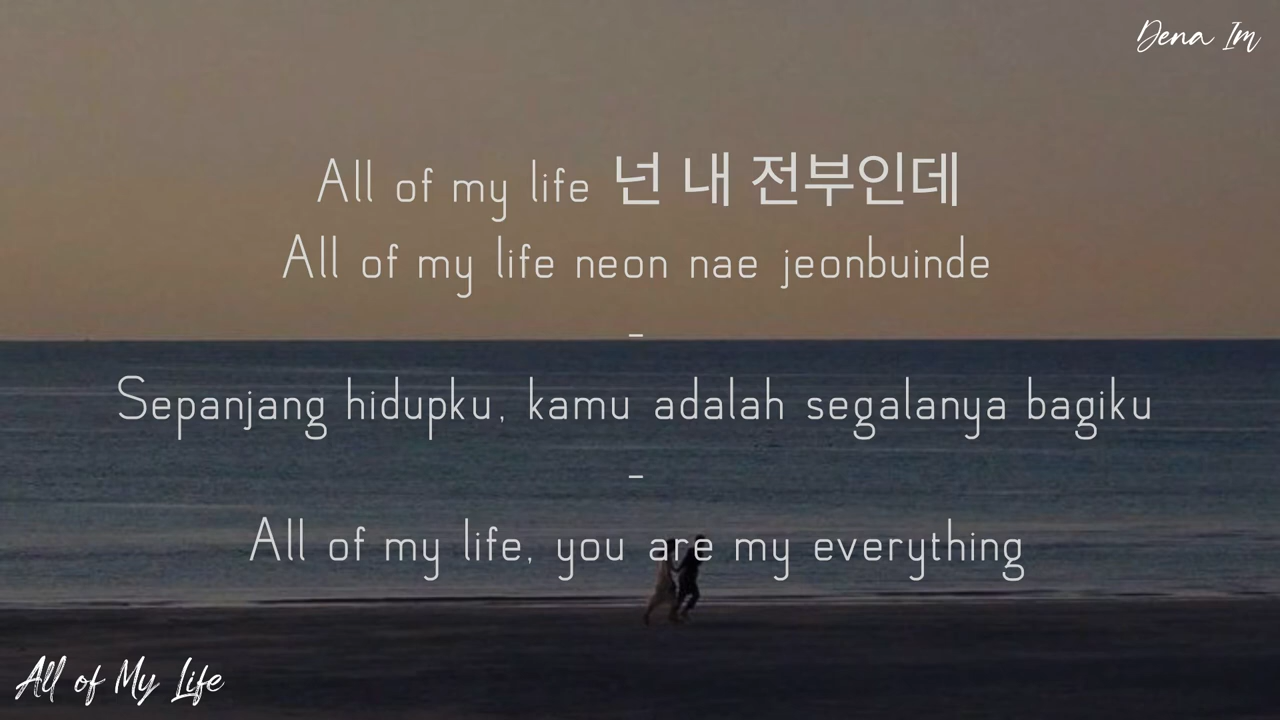 Dena Im
All of my life 넌 내 전부인데
All of my life neon nae jeonbuinde
-
Sepanjang hidupku, kamu adalah segalanya bagiku
-
All of my life, you are my everything
All of My Life